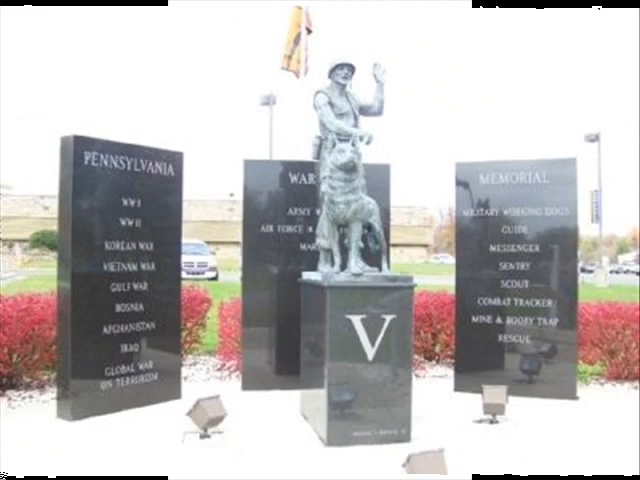 PENNSYLVANIA
WW I
WW II
KOREAN WAR
VIETNAM WAR
GULF WAR
BOSNIA
AFGHANISTAN
IRAQ
GLOBAL WAR
ON TERRORISM
WAR
ARMY
AIR FORCE
V
MEMORIAL
MILITARY WORKING DOGS
GUIDE
MESSENGER
SENTRY
SCOUT
COMBAT TRACKER
MINE & BOOBY TRAP
RESCUE